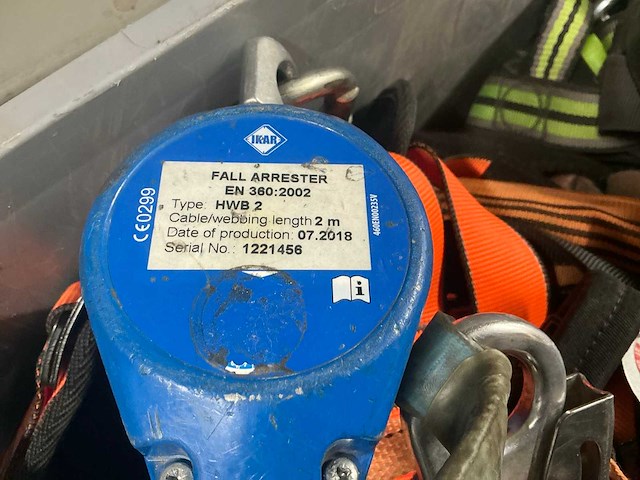 IKAR
FALL ARRESTER
EN 360:2002
Type: HWB 2
Cable/webbing length 2 m
Date of production: 07.2018
Serial No.: 1221456
CE0299
460EN00235V
i